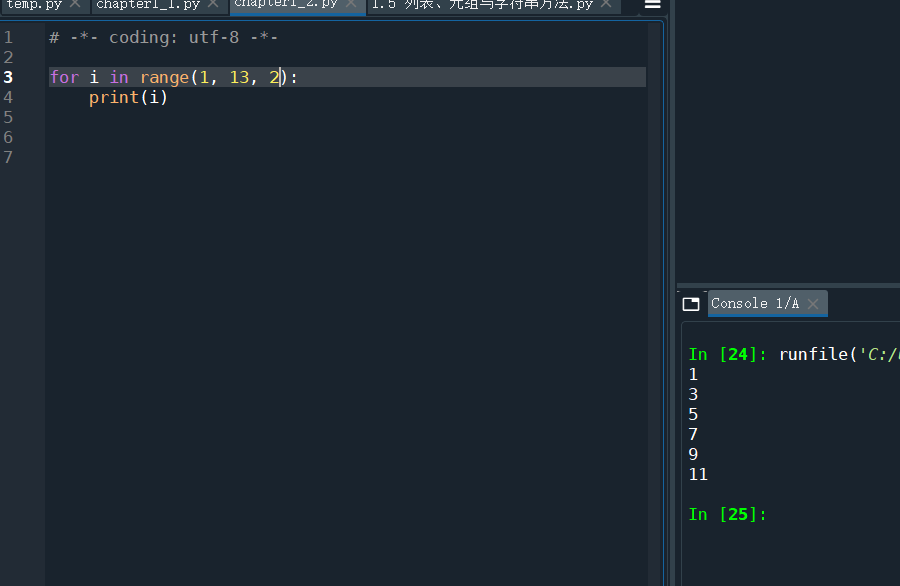 temp.py
chapter1_1.py
chapter1_2.py
1.5 列表、元组与字符串方法.py
1 # -*- coding: utf-8 -*-
2
3 for i in range(1, 13, 2):
4     print(i)
5
6
7
Console 1/A
In [24]: runfile('C:/
1
3
5
7
9
11
In [25]: